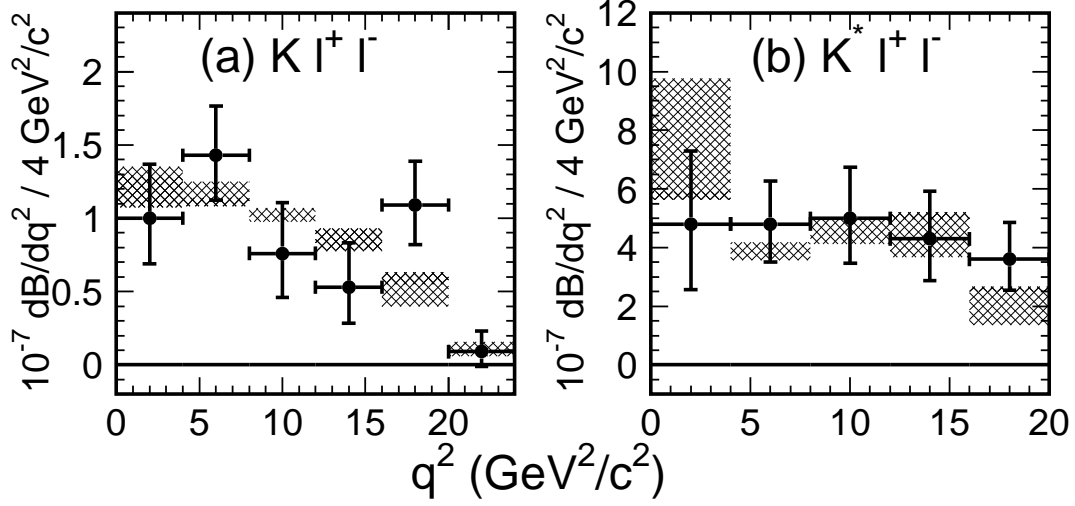 (a) K l⁺ l⁻
10⁻⁷ dB/dq² / 4 GeV²/c²
2
1.5
1
0.5
0
0 5 10 15 20
(b) K* l⁺ l⁻
10⁻⁷ dB/dq² / 4 GeV²/c²
12
10
8
6
4
2
0
0 5 10 15 20
q² (GeV²/c²)